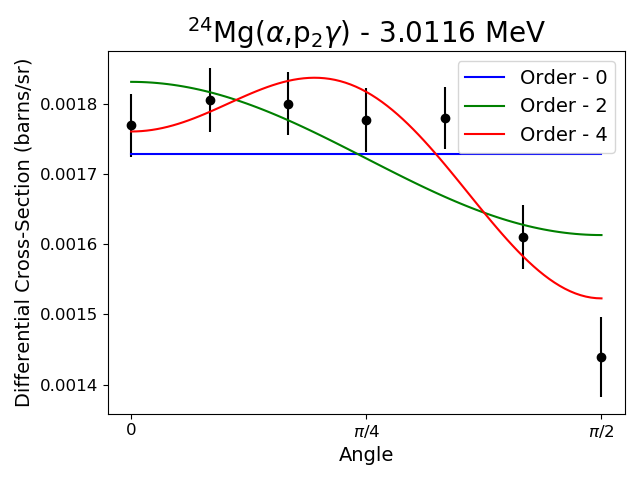 ²⁴Mg(α,p₂γ) - 3.0116 MeV
Order - 0
Order - 2
Order - 4
Differential Cross-Section (barns/sr)
0.0018
0.0017
0.0016
0.0015
0.0014
0
π/4
π/2
Angle